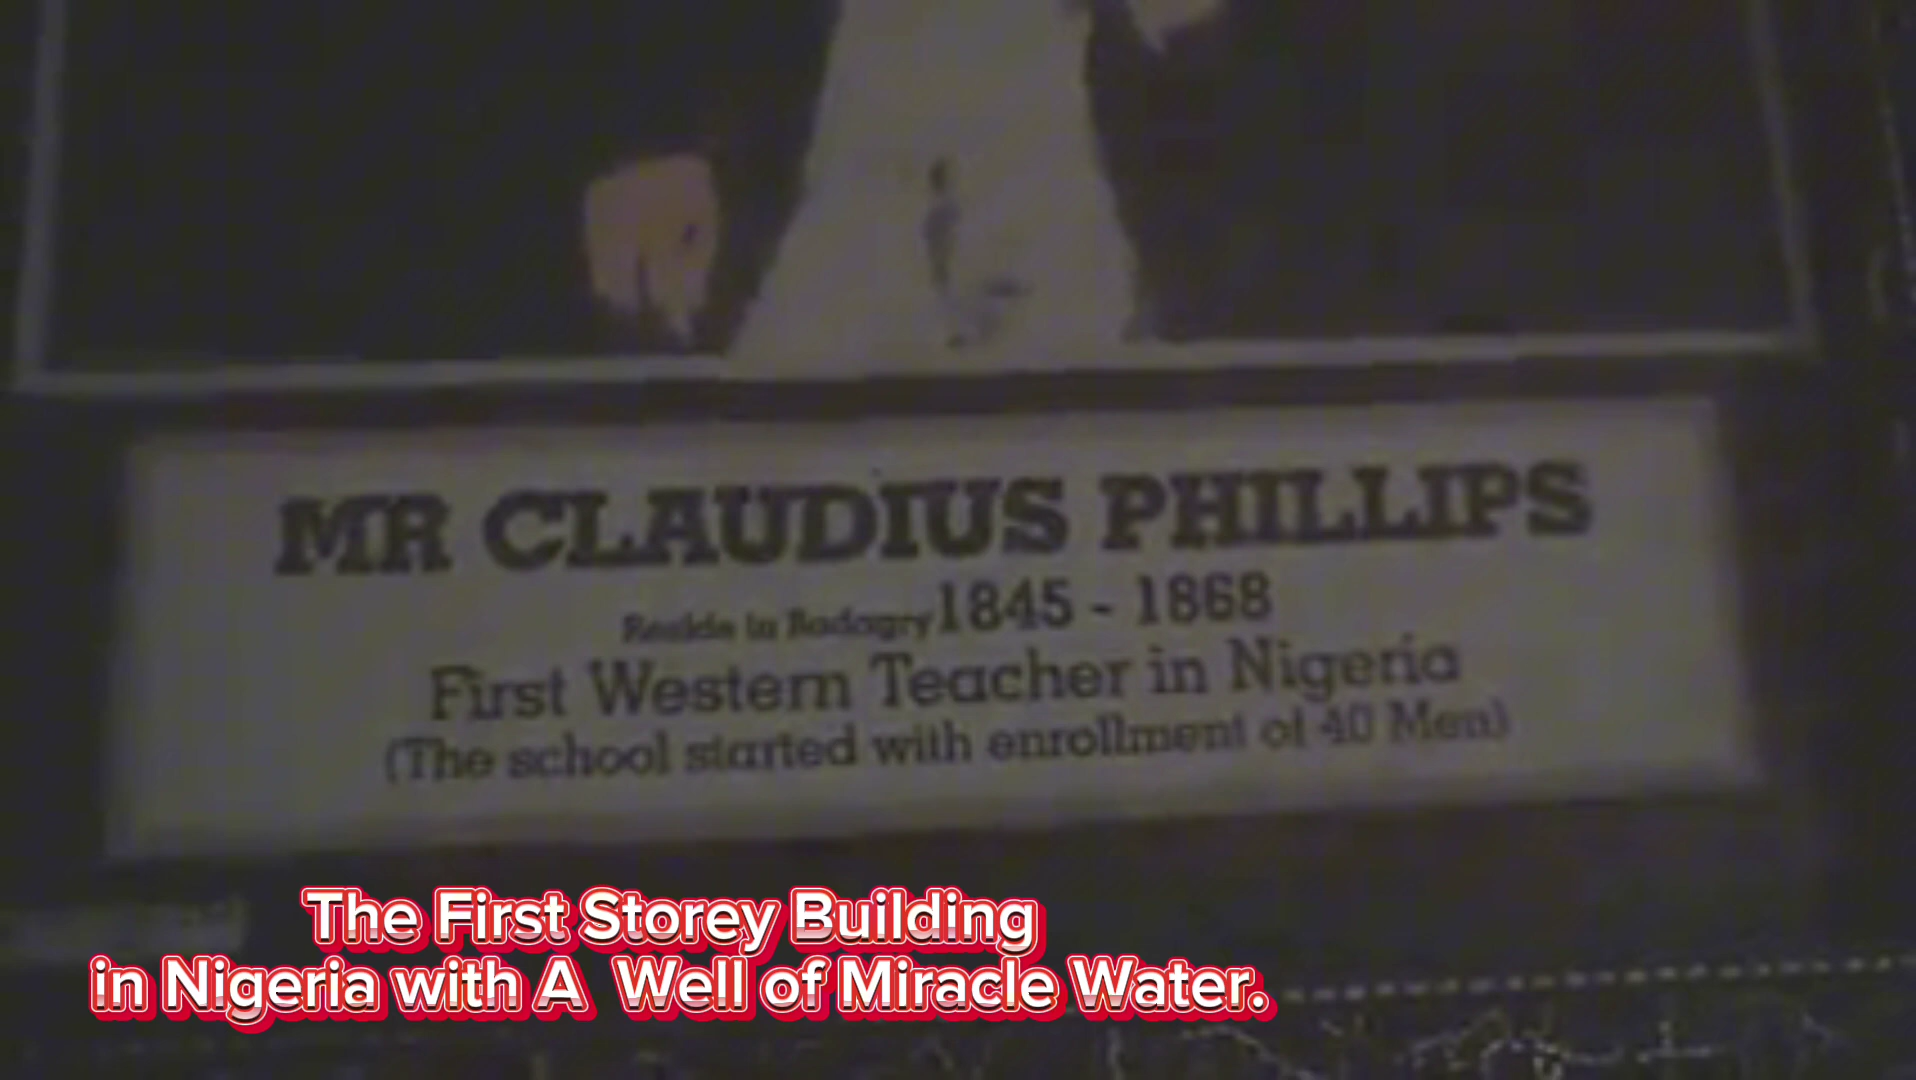 MR CLAUDIUS PHILLIPS
Reside in Badagry 1845 - 1868
First Western Teacher in Nigeria
(The school started with enrollment of 40 Men)
The First Storey Building
in Nigeria with A Well of Miracle Water.